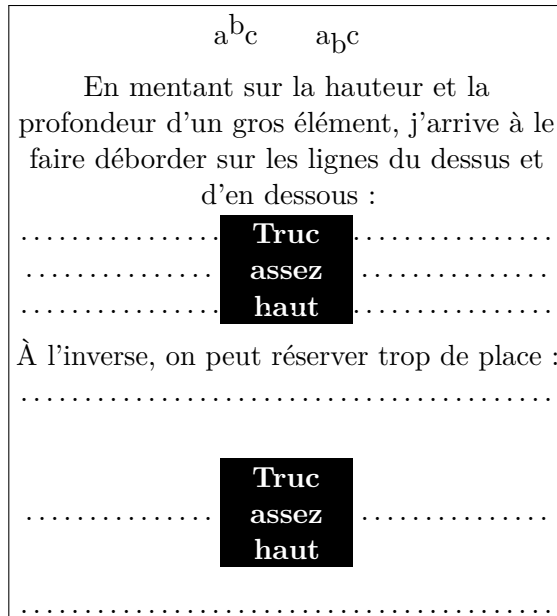 abc abc
En mentant sur la hauteur et la
profondeur d'un gros élément, j'arrive à le
faire déborder sur les lignes du dessus et
d'en dessous :
................ Truc ................
............... assez ...............
................ haut ................
À l'inverse, on peut réserver trop de place :
..........................................
Truc
............... assez ...............
haut
..........................................